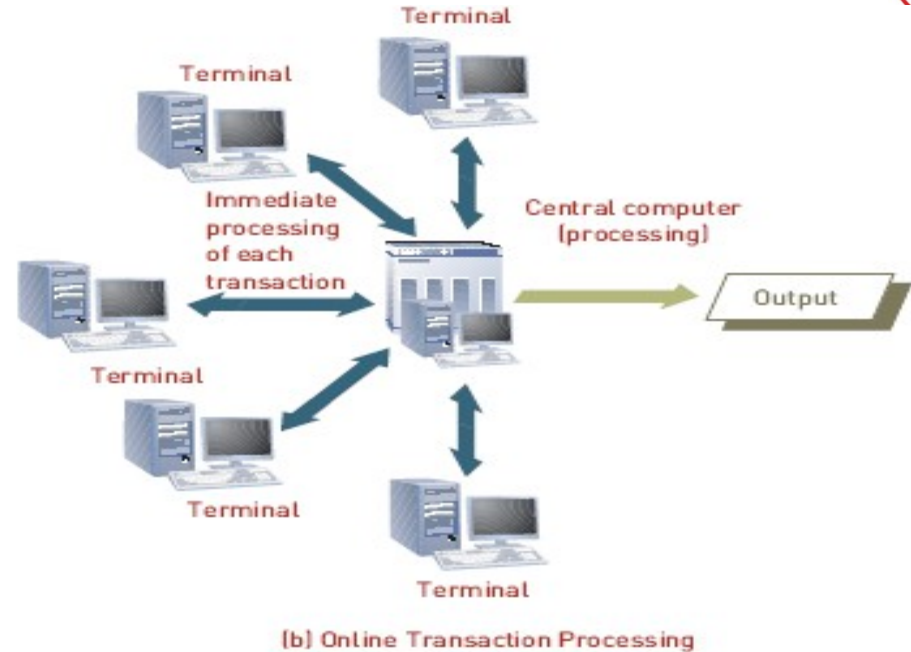 Terminal
Terminal
Immediate
processing
of each
transaction
Central computer
(processing)
Output
Terminal
Terminal
Terminal
(b) Online Transaction Processing